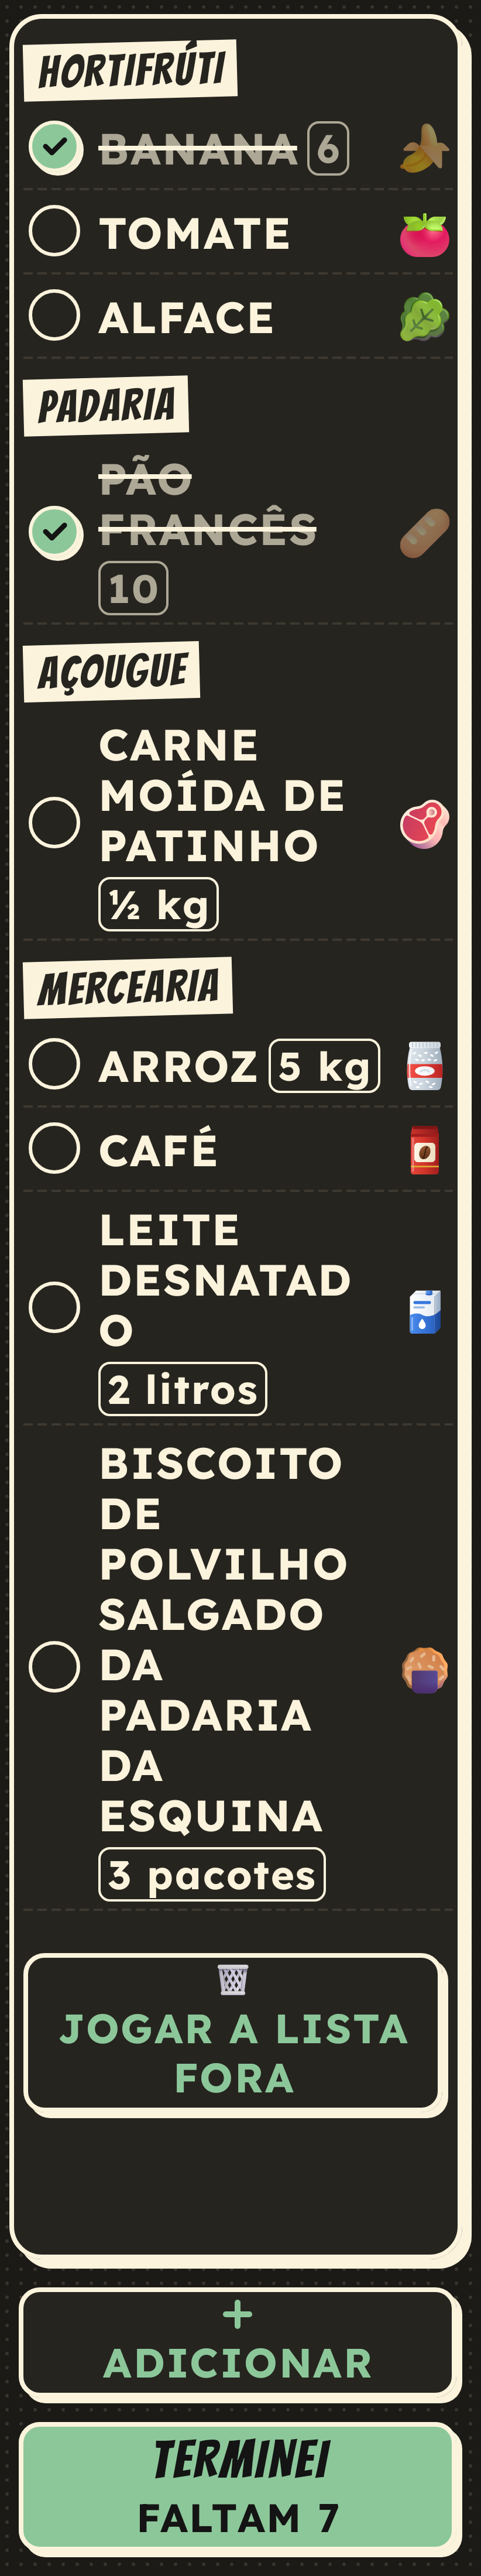 HORTIFRÚTI
BANANA 6
TOMATE
ALFACE
PADARIA
PÃO
FRANCÊS
10
AÇOUGUE
CARNE
MOÍDA DE
PATINHO
½ kg
MERCEARIA
ARROZ 5 kg
CAFÉ
LEITE
DESNATAD
O
2 litros
BISCOITO
DE
POLVILHO
SALGADO
DA
PADARIA
DA
ESQUINA
3 pacotes
JOGAR A LISTA
FORA
ADICIONAR
TERMINEI
FALTAM 7